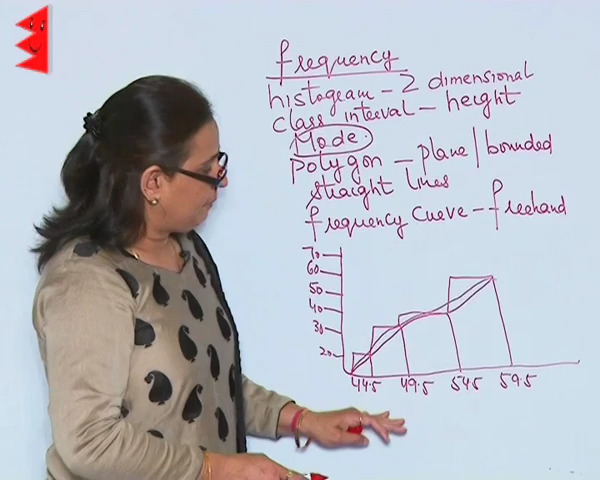 frequency
histogram - 2 dimensional
class interval - height
Mode.
Polygon - plane | bounded
straight lines
frequency curve - freehand
70
60
50
40
30
20
44.5 49.5 54.5 59.5